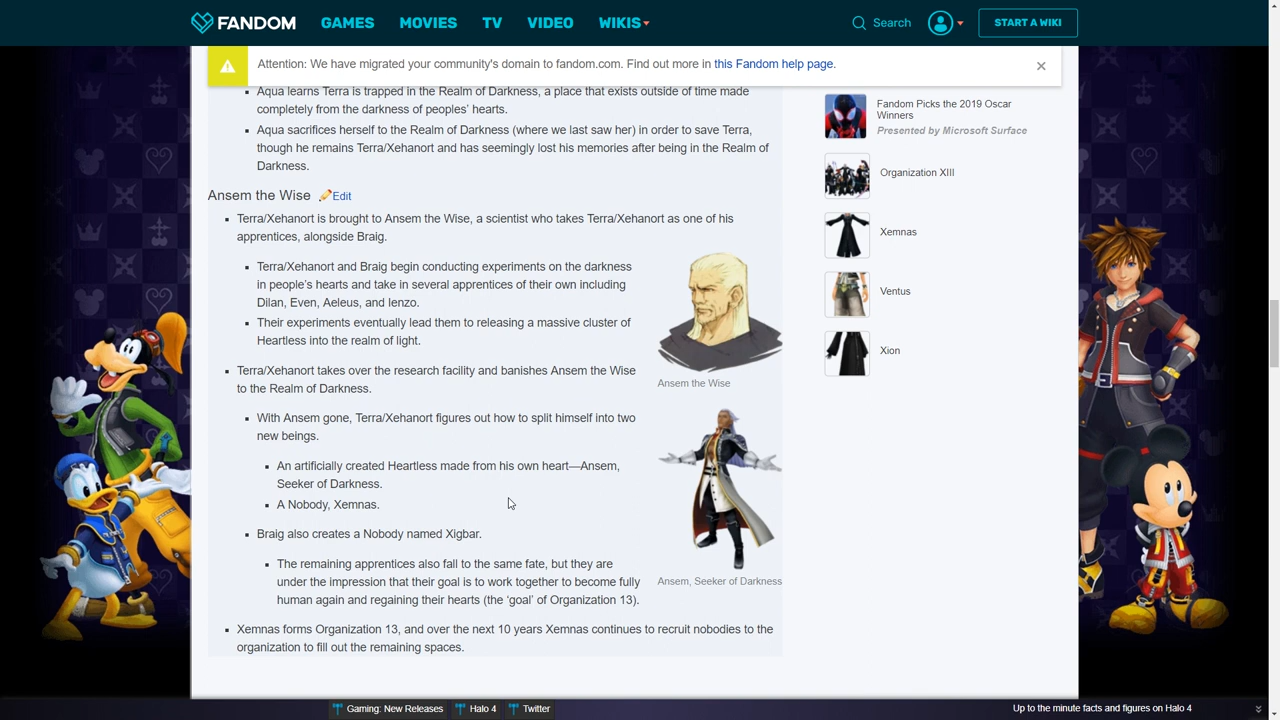 FANDOM GAMES MOVIES TV VIDEO WIKIS Search START A WIKI
Attention: We have migrated your community's domain to fandom.com. Find out more in this Fandom help page.
Aqua learns Terra is trapped in the Realm of Darkness, a place that exists outside of time made
completely from the darkness of peoples’ hearts.
Aqua sacrifices herself to the Realm of Darkness (where we last saw her) in order to save Terra,
though he remains Terra/Xehanort and has seemingly lost his memories after being in the Realm of
Darkness.
Ansem the Wise Edit
Terra/Xehanort is brought to Ansem the Wise, a scientist who takes Terra/Xehanort as one of his
apprentices, alongside Braig.
Terra/Xehanort and Braig begin conducting experiments on the darkness
in people’s hearts and take in several apprentices of their own including
Dilan, Even, Aeleus, and Ienzo.
Their experiments eventually lead them to releasing a massive cluster of
Heartless into the realm of light.
Ansem the Wise
Terra/Xehanort takes over the research facility and banishes Ansem the Wise
to the Realm of Darkness.
With Ansem gone, Terra/Xehanort figures out how to split himself into two
new beings.
An artificially created Heartless made from his own heart—Ansem,
Seeker of Darkness.
A Nobody, Xemnas.
Braig also creates a Nobody named Xigbar.
The remaining apprentices also fall to the same fate, but they are
under the impression that their goal is to work together to become fully
human again and regaining their hearts (the ‘goal’ of Organization 13).
Ansem, Seeker of Darkness
Xemnas forms Organization 13, and over the next 10 years Xemnas continues to recruit nobodies to the
organization to fill out the remaining spaces.
Fandom Picks the 2019 Oscar
Winners
Presented by Microsoft Surface
Organization XIII
Xemnas
Ventus
Xion
Gaming: New Releases Halo 4 Twitter Up to the minute facts and figures on Halo 4